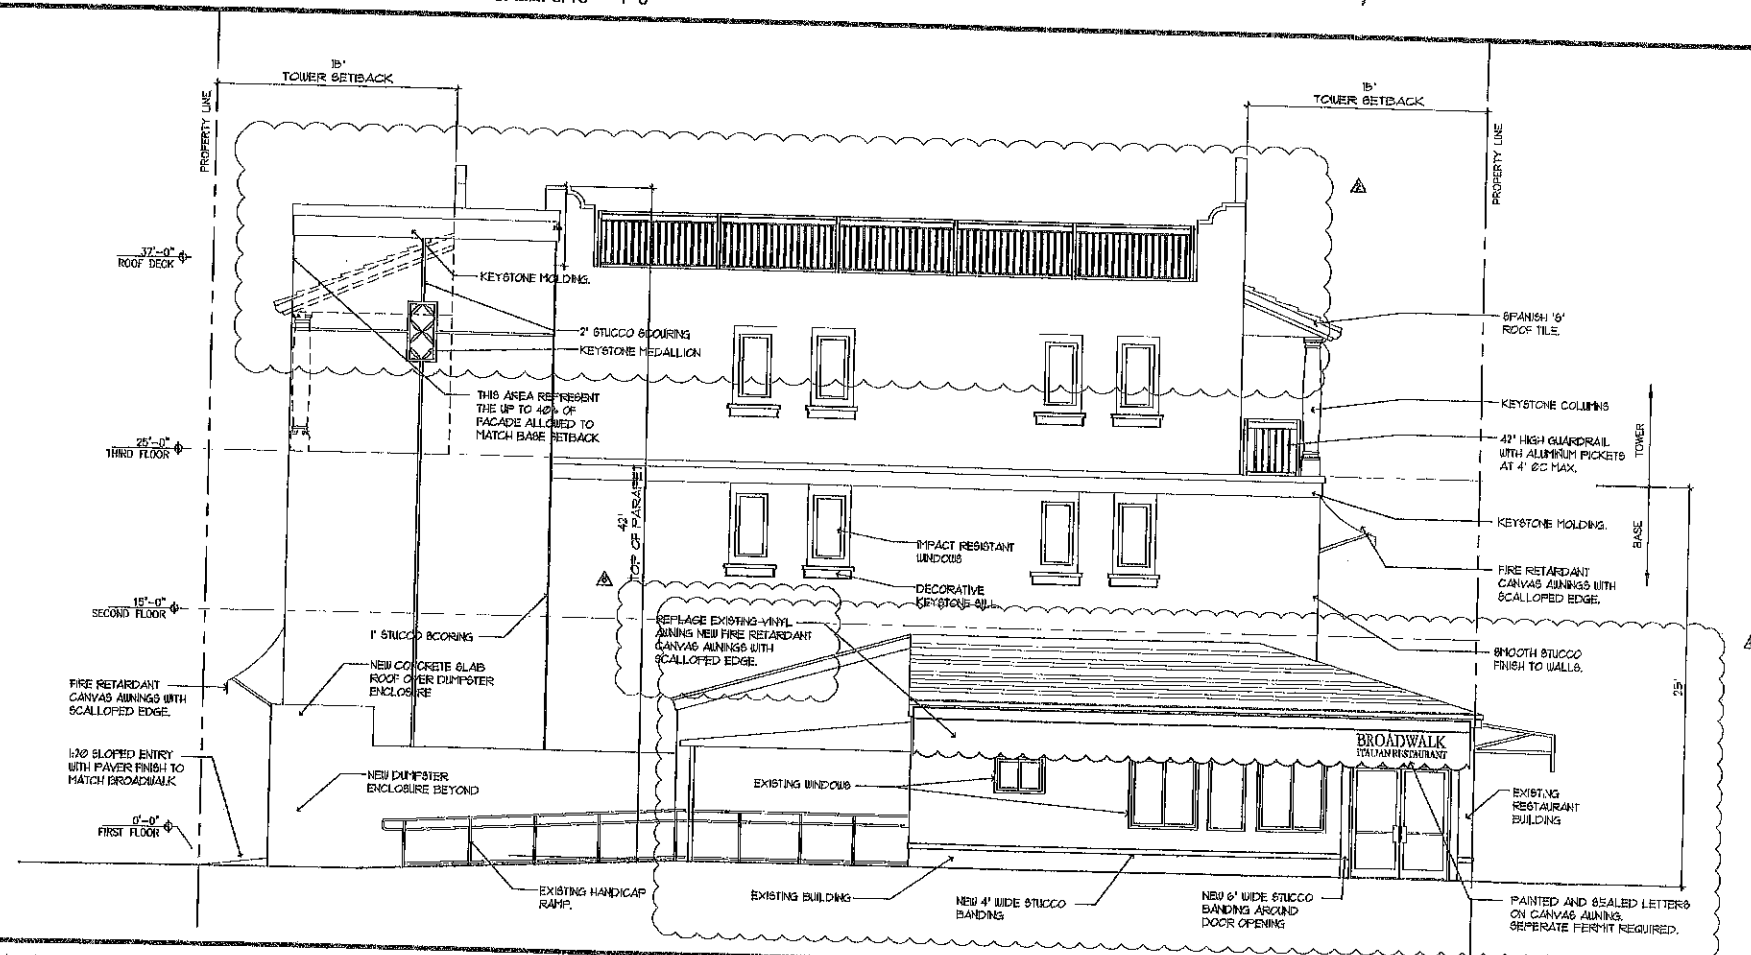 15'
TOWER SETBACK
15'
TOWER SETBACK
PROPERTY LINE
PROPERTY LINE
37'-0"
ROOF DECK
KEYSTONE MOLDING.
2" STUCCO SCOURING
KEYSTONE MEDALLION
SPANISH 'S'
ROOF TILE.
THIS AREA REPRESENT
THE UP TO 40% OF
FACADE ALLOWED TO
MATCH BASE SETBACK
KEYSTONE COLUMNS
TOWER
42" HIGH GUARDRAIL
WITH ALUMINUM PICKETS
AT 4" OC MAX.
25'-0"
THIRD FLOOR
42'
TOP OF PARAPET
KEYSTONE MOLDING.
BASE
IMPACT RESISTANT
WINDOWS
FIRE RETARDANT
CANVAS AWNINGS WITH
SCALLOPED EDGE.
DECORATIVE
KEYSTONE SILL
15'-0"
SECOND FLOOR
REPLACE EXISTING VINYL
AWNING NEW FIRE RETARDANT
CANVAS AWNINGS WITH
SCALLOPED EDGE.
1" STUCCO SCORING
SMOOTH STUCCO
FINISH TO WALLS.
NEW CONCRETE SLAB
ROOF OVER DUMPSTER
ENCLOSURE
25'
FIRE RETARDANT
CANVAS AWNINGS WITH
SCALLOPED EDGE.
BROADWALK
ITALIAN RESTAURANT
1:20 SLOPED ENTRY
WITH PAVER FINISH TO
MATCH BROADWALK
NEW DUMPSTER
ENCLOSURE BEYOND
EXISTING WINDOWS
EXISTING
RESTAURANT
BUILDING
0'-0"
FIRST FLOOR
EXISTING HANDICAP
RAMP.
EXISTING BUILDING
NEW 4" WIDE STUCCO
BANDING
NEW 6" WIDE STUCCO
BANDING AROUND
DOOR OPENING
PAINTED AND SEALED LETTERS
ON CANVAS AWNING.
SEPERATE PERMIT REQUIRED.